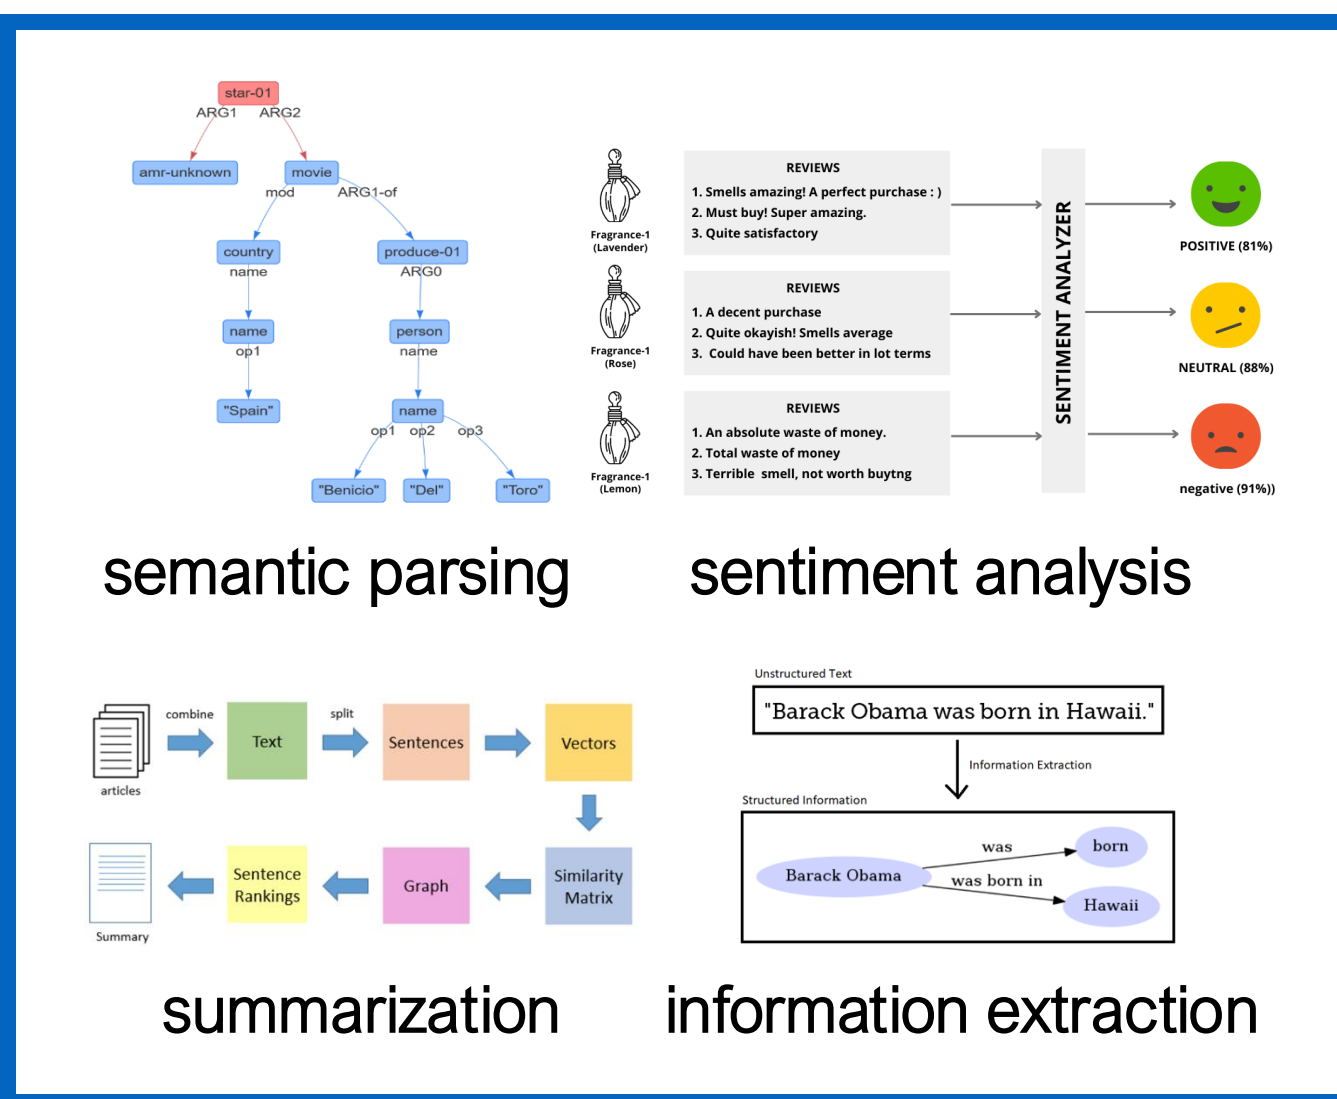 star-01
ARG1 ARG2
amr-unknown movie
mod ARG1-of
country produce-01
name ARG0
name person
op1 name
"Spain" name
op1 op2 op3
"Benicio" "Del" "Toro"
semantic parsing
Fragrance-1
(Lavender)
REVIEWS
1. Smells amazing! A perfect purchase : )
2. Must buy! Super amazing.
3. Quite satisfactory
POSITIVE (81%)
Fragrance-1
(Rose)
REVIEWS
1. A decent purchase
2. Quite okayish! Smells average
3. Could have been better in lot terms
SENTIMENT ANALYZER
NEUTRAL (88%)
Fragrance-1
(Lemon)
REVIEWS
1. An absolute waste of money.
2. Total waste of money
3. Terrible smell, not worth buytng
negative (91%))
sentiment analysis
articles
combine
Text
split
Sentences
Vectors
Similarity
Matrix
Graph
Sentence
Rankings
Summary
summarization
Unstructured Text
"Barack Obama was born in Hawaii."
Information Extraction
Structured Information
Barack Obama
was
born
was born in
Hawaii
information extraction